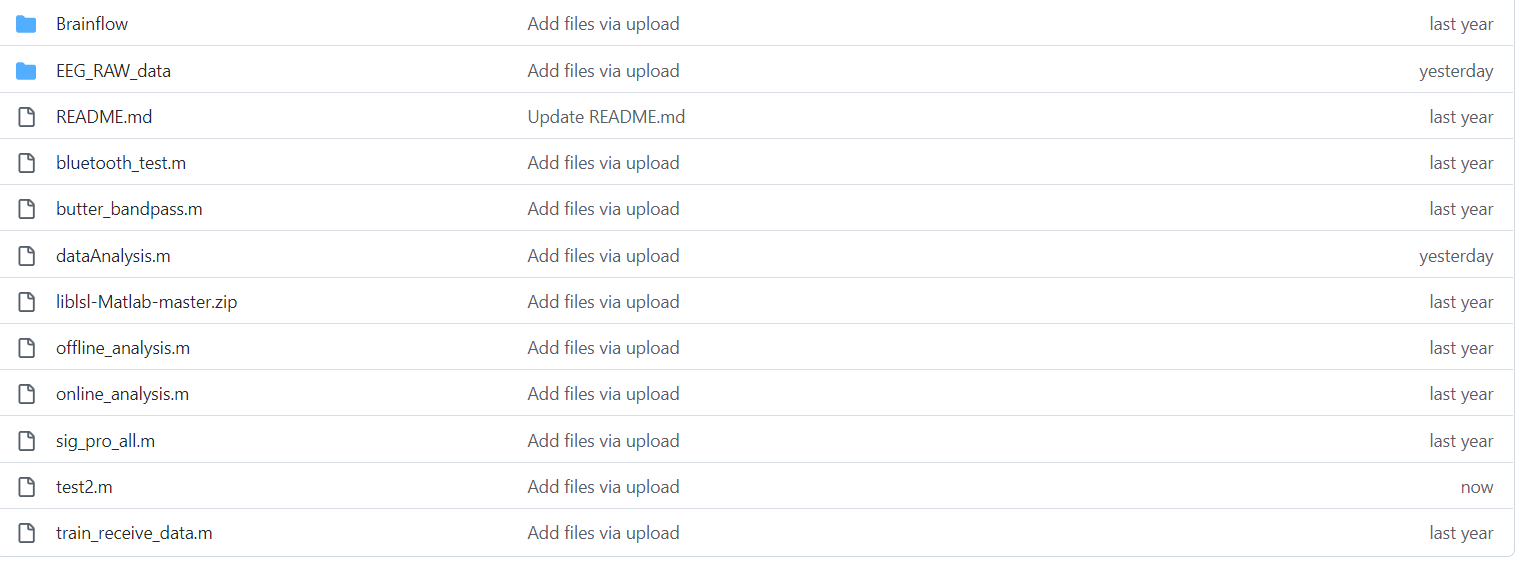 Brainflow Add files via upload last year
EEG_RAW_data Add files via upload yesterday
README.md Update README.md last year
bluetooth_test.m Add files via upload last year
butter_bandpass.m Add files via upload last year
dataAnalysis.m Add files via upload yesterday
liblsl-Matlab-master.zip Add files via upload last year
offline_analysis.m Add files via upload last year
online_analysis.m Add files via upload last year
sig_pro_all.m Add files via upload last year
test2.m Add files via upload now
train_receive_data.m Add files via upload last year